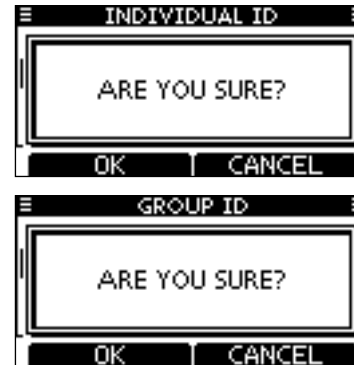 INDIVIDUAL ID
ARE YOU SURE?
OK CANCEL
GROUP ID
ARE YOU SURE?
OK CANCEL